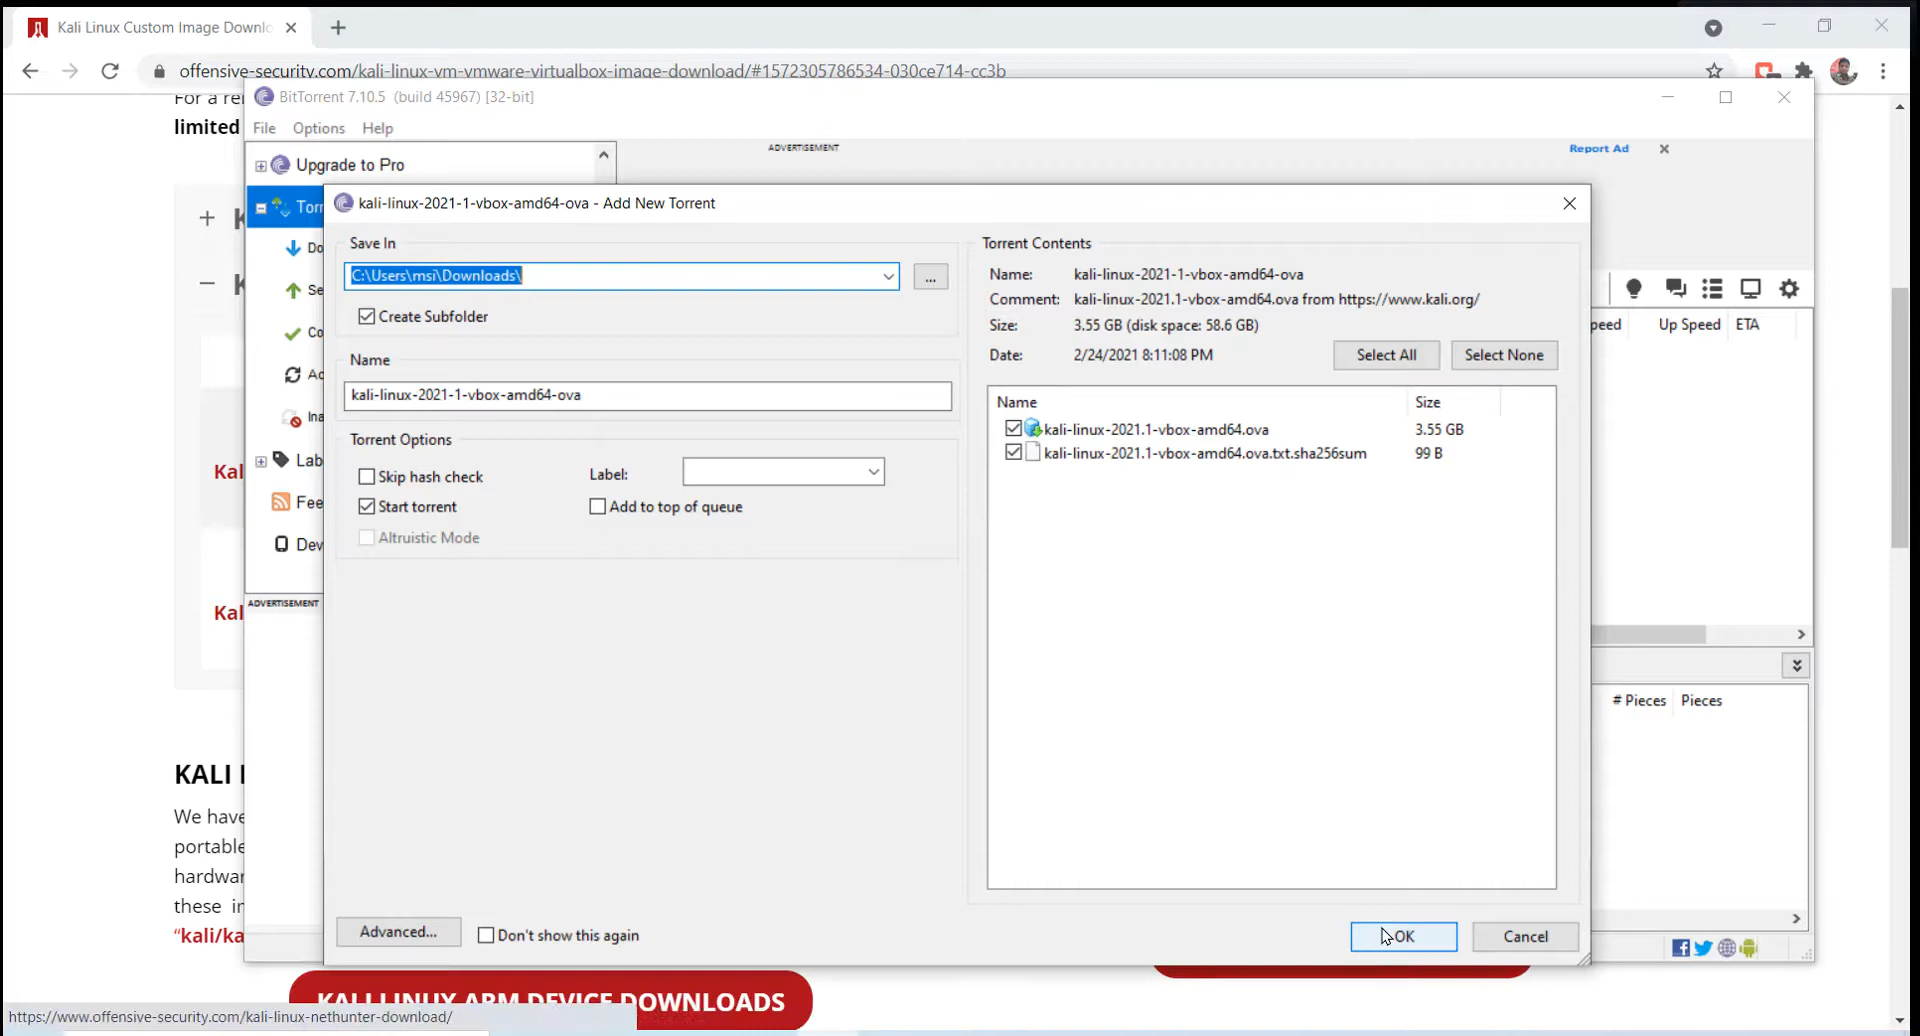 Kali Linux Custom Image Downlo
offensive-security.com/kali-linux-vm-vmware-virtualbox-image-download/#1572305786534-030ce714-cc3b
For a re
limited
BitTorrent 7.10.5 (build 45967) [32-bit]
File Options Help
ADVERTISEMENT
Report Ad
Upgrade to Pro
Torr
kali-linux-2021-1-vbox-amd64-ova - Add New Torrent
Do
Se
Co
Ac
Ina
Lab
Fee
Dev
ADVERTISEMENT
Save In
C:\Users\msi\Downloads\
...
Create Subfolder
Name
kali-linux-2021-1-vbox-amd64-ova
Torrent Options
Skip hash check
Label:
Start torrent
Add to top of queue
Altruistic Mode
Torrent Contents
Name: kali-linux-2021-1-vbox-amd64-ova
Comment: kali-linux-2021.1-vbox-amd64.ova from https://www.kali.org/
Size: 3.55 GB (disk space: 58.6 GB)
Date: 2/24/2021 8:11:08 PM
Select All
Select None
Name Size
kali-linux-2021.1-vbox-amd64.ova 3.55 GB
kali-linux-2021.1-vbox-amd64.ova.txt.sha256sum 99 B
peed Up Speed ETA
# Pieces Pieces
Advanced...
Don't show this again
OK
Cancel
Kal
Kal
KALI
We have
portable
hardwar
these i
"kali/ka
KALI LINUX ARM DEVICE DOWNLOADS
https://www.offensive-security.com/kali-linux-nethunter-download/